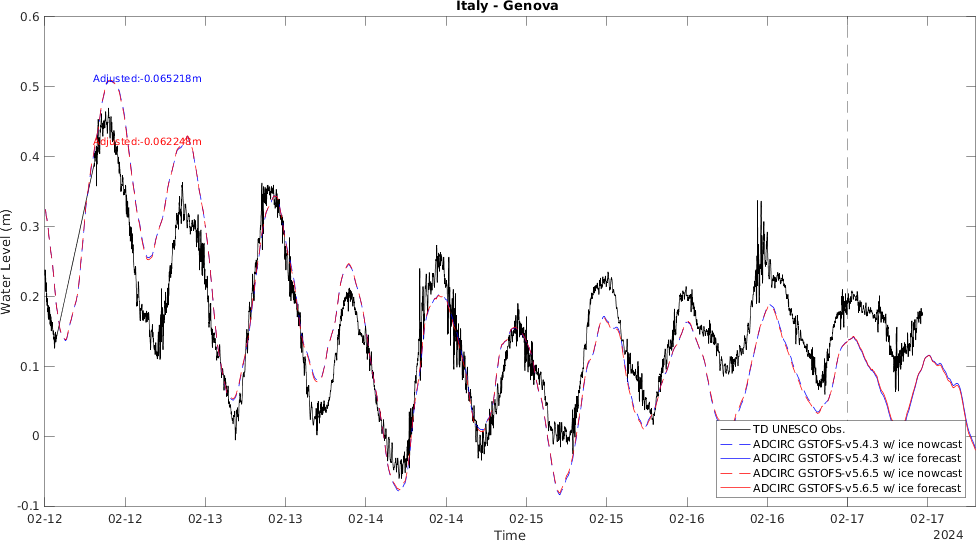 Italy - Genova
0.6
0.5
0.4
0.3
0.2
0.1
0
-0.1
Water Level (m)
Adjusted:-0.065218m
Adjusted:-0.062248m
TD UNESCO Obs.
ADCIRC GSTOFS-v5.4.3 w/ ice nowcast
ADCIRC GSTOFS-v5.4.3 w/ ice forecast
ADCIRC GSTOFS-v5.6.5 w/ ice nowcast
ADCIRC GSTOFS-v5.6.5 w/ ice forecast
02-12 02-12 02-13 02-13 02-14 02-14 02-15 02-15 02-16 02-16 02-17 02-17
Time
2024